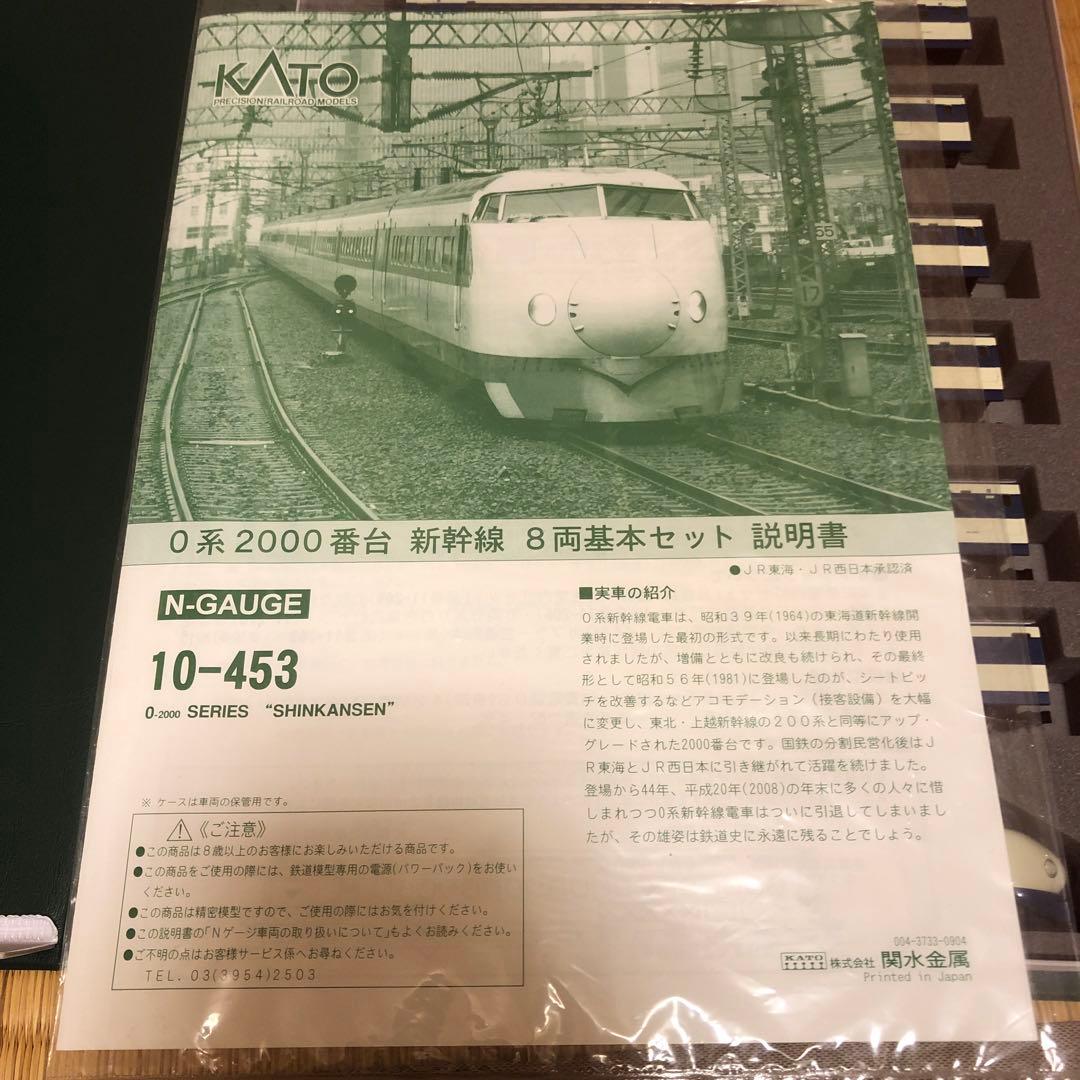 KATO
PRECISION RAILROAD MODELS
55
17
0系2000番台 新幹線 8両基本セット 説明書
●JR東海・JR西日本承認済
N-GAUGE
10-453
0-2000 SERIES “SHINKANSEN”
■実車の紹介
0系新幹線電車は、昭和39年(1964)の東海道新幹線開
業時に登場した最初の形式です。以来長期にわたり使用
されましたが、増備とともに改良も続けられ、その最終
形として昭和56年(1981)に登場したのが、シートピッ
チを改善するなどアコモデーション(接客設備)を大幅
に変更し、東北・上越新幹線の200系と同等にアップ・
グレードされた2000番台です。国鉄の分割民営化後はJ
R東海とJR西日本に引き継がれて活躍を続けました。
登場から44年、平成20年(2008)の年末に多くの人々に惜
しまれつつ0系新幹線電車はついに引退してしまいまし
たが、その雄姿は鉄道史に永遠に残ることでしょう。
※ ケースは車両の保管用です。
⚠《ご注意》
●この商品は8歳以上のお客様にお楽しみいただける商品です。
●この商品をご使用の際には、鉄道模型専用の電源(パワーパック)をお使い
ください。
●この商品は精密模型ですので、ご使用の際にはお気を付けください。
●この説明書の「Nゲージ車両の取り扱いについて」もよくお読みください。
●ご不明の点はお客様サービス係へお尋ねください。
TEL. 03(3954)2503
004-3733-0904
KATO 株式会社 関水金属
Printed in Japan